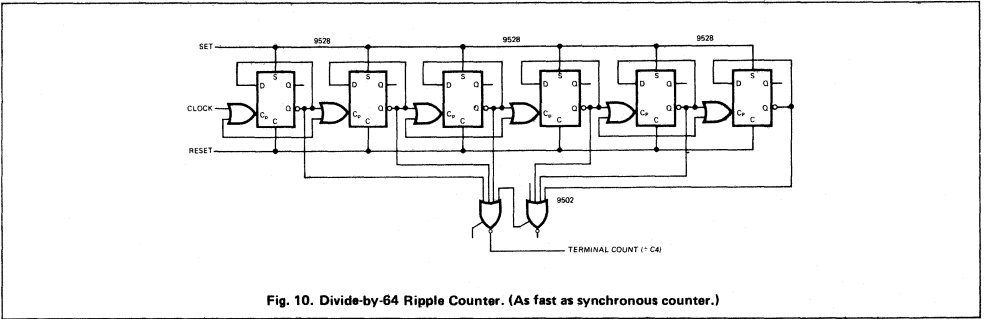 9528 9528 9528
SET
S S S S S S
D Q D Q D Q D Q D Q D Q
CLOCK
Cp Q Cp Q Cp Q Cp Q Cp Q Cp Q
C C C C C C
RESET
9502
TERMINAL COUNT (÷ C4)
Fig. 10. Divide-by-64 Ripple Counter. (As fast as synchronous counter.)